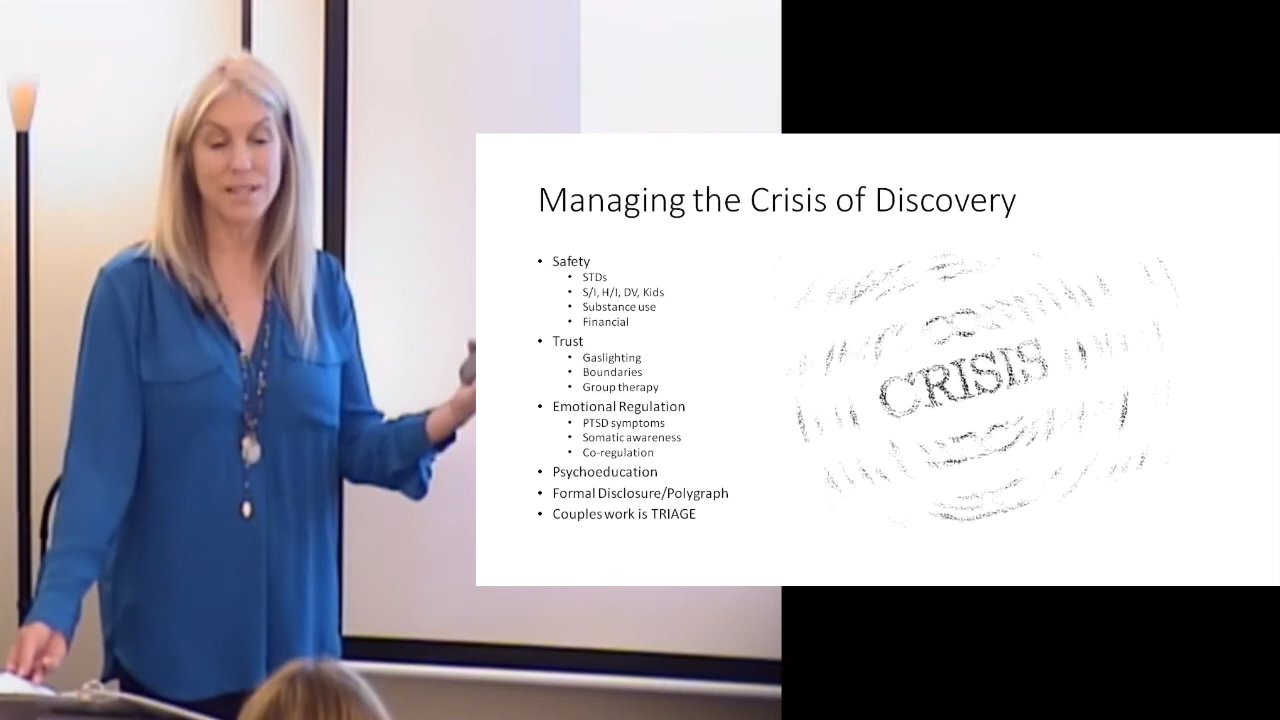 Managing the Crisis of Discovery
• Safety
• STDs
• S/I, H/I, DV, Kids
• Substance use
• Financial
• Trust
• Gaslighting
• Boundaries
• Group therapy
• Emotional Regulation
• PTSD symptoms
• Somatic awareness
• Co-regulation
• Psychoeducation
• Formal Disclosure/Polygraph
• Couples work is TRIAGE
CRISIS